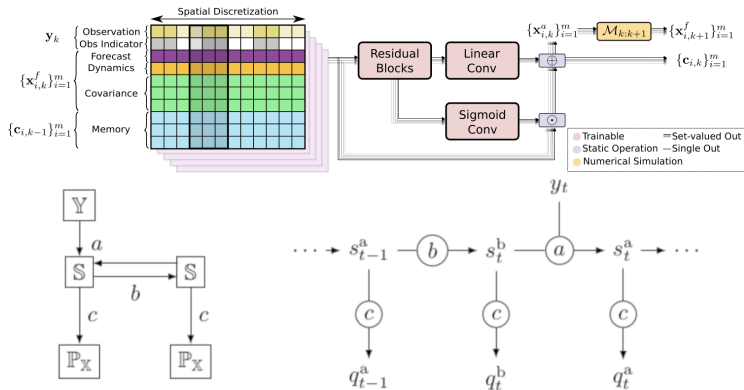 Spatial Discretization
y_k
Observation
Obs Indicator
Forecast
Dynamics
{x^f_{i,k}}^m_{i=1}
Covariance
{c_{i,k−1}}^m_{i=1}
Memory
Residual Blocks
Linear Conv
Sigmoid Conv
⊕
⊙
{x^a_{i,k}}^m_{i=1}
M_{k:k+1}
{x^f_{i,k+1}}^m_{i=1}
{c_{i,k}}^m_{i=1}
Trainable
Static Operation
Numerical Simulation
Set-valued Out
Single Out
𝕐
a
𝕊
𝕊
b
c
c
ℙ_𝕏
ℙ_𝕏
y_t
⋯
s^a_{t−1}
b
s^b_t
a
s^a_t
⋯
c
c
c
q^a_{t−1}
q^b_t
q^a_t